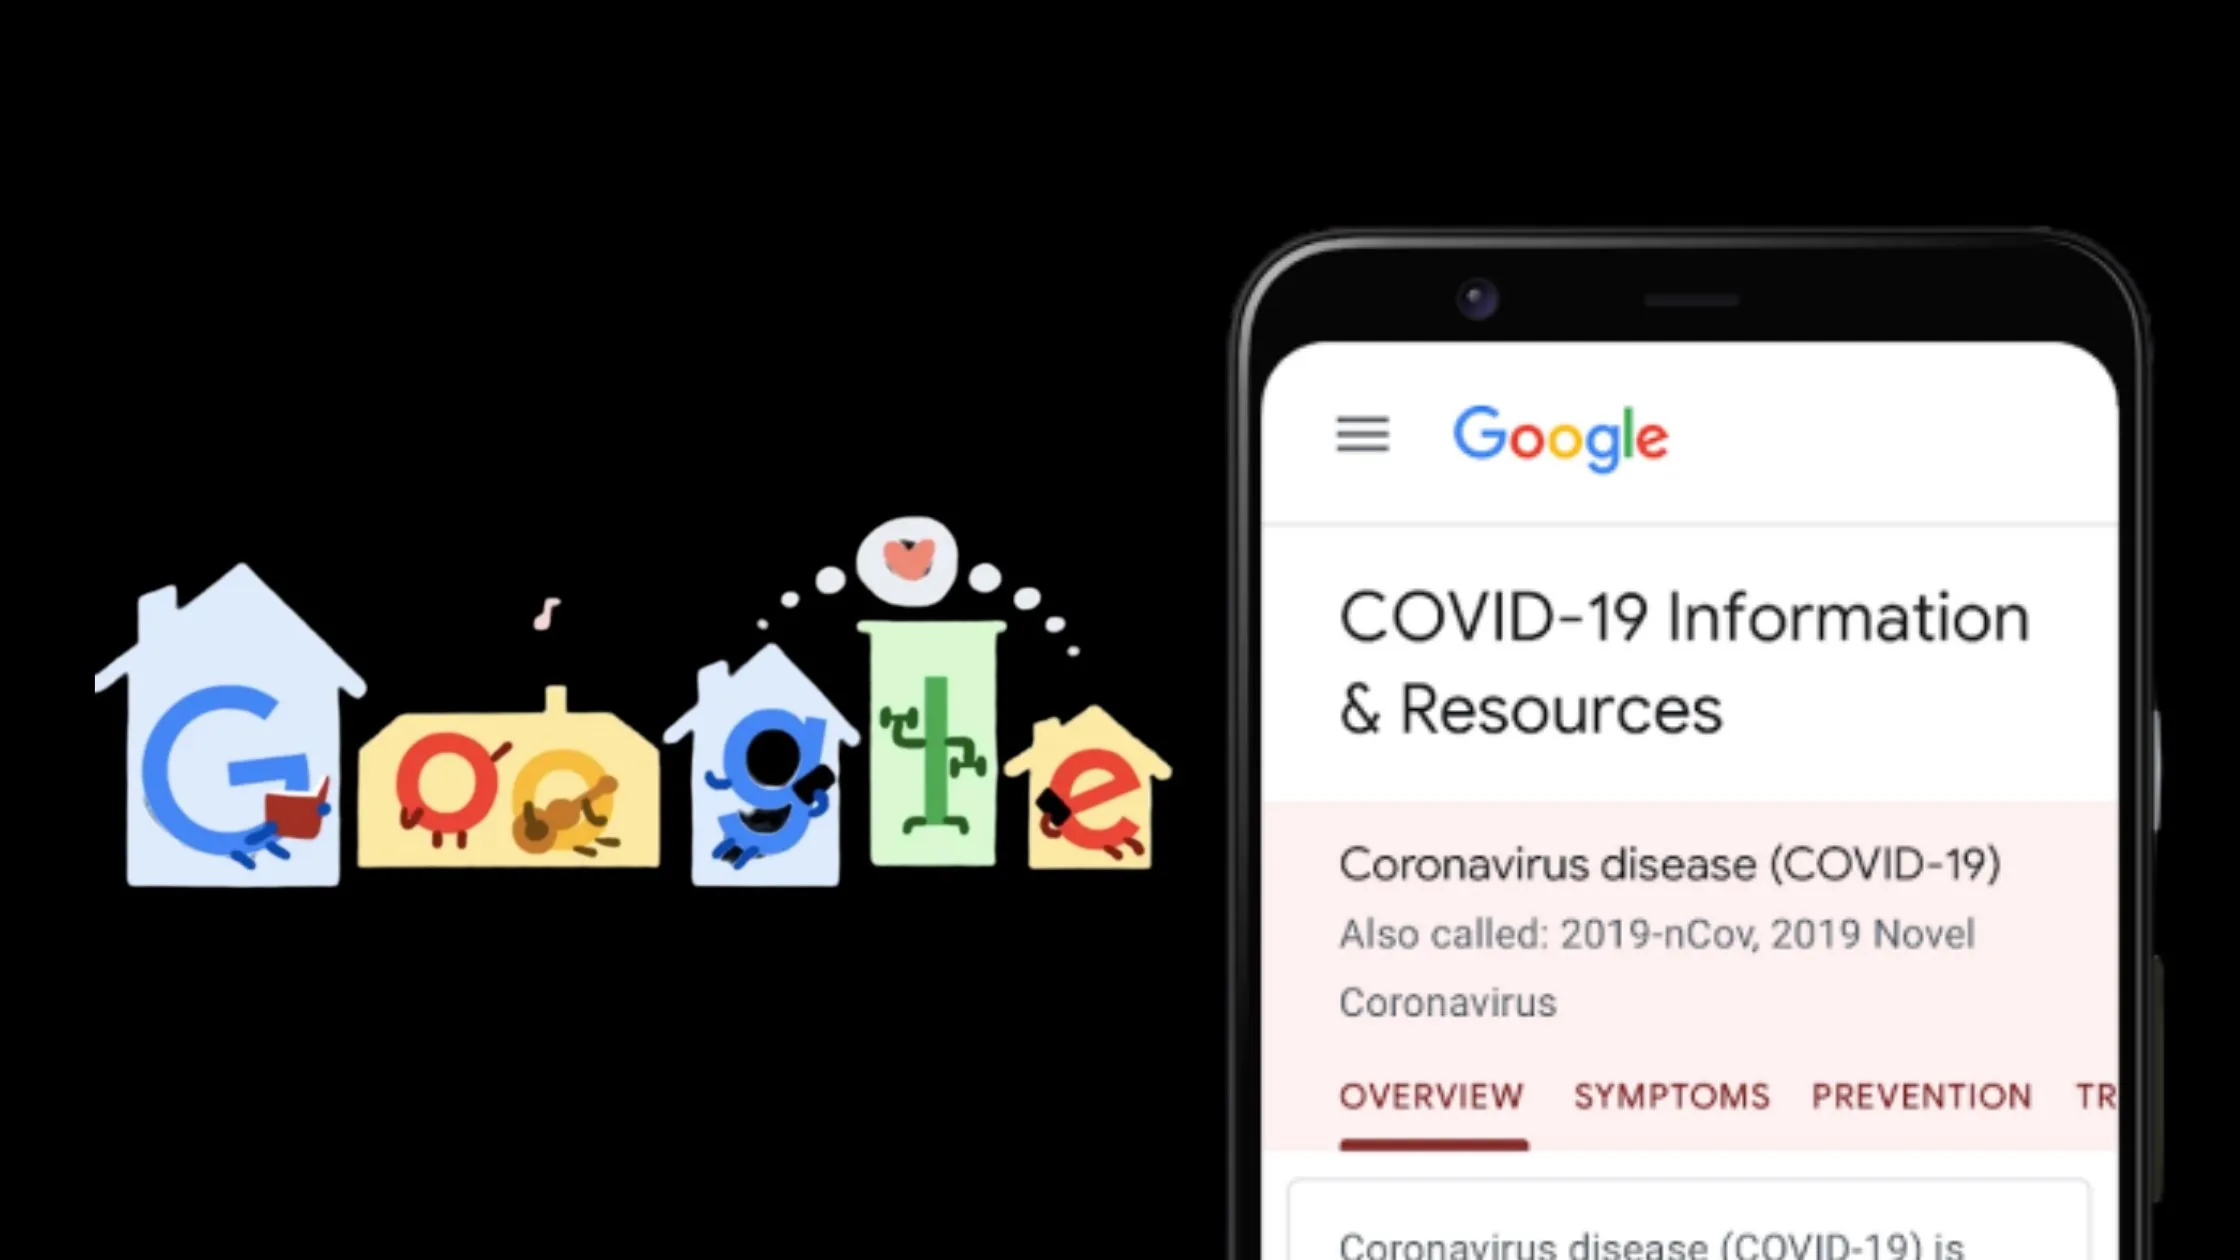 Google
Google
COVID-19 Information
& Resources
Coronavirus disease (COVID-19)
Also called: 2019-nCov, 2019 Novel
Coronavirus
OVERVIEW SYMPTOMS PREVENTION TR
Coronavirus disease (COVID-19) is